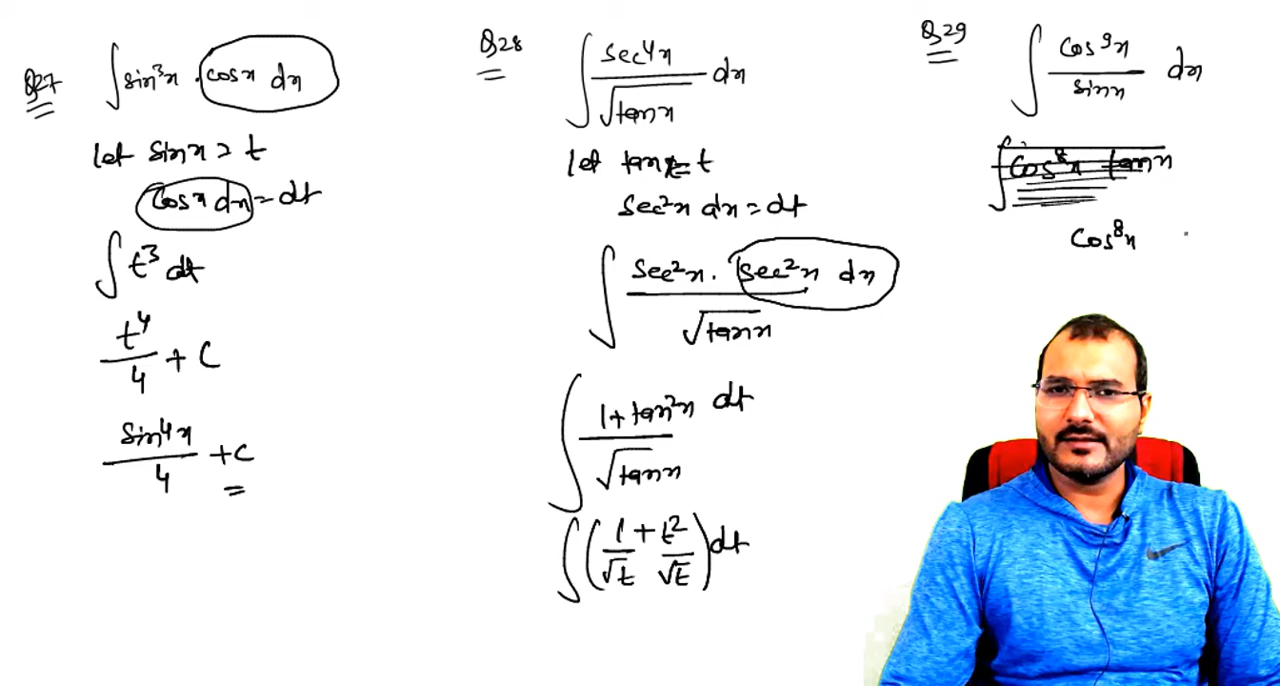 Q27 ∫ sin³x . cosx dx
let sinx = t
cosx dx = dt
∫ t³ dt
t⁴/4 + C
sin⁴x/4 + C
Q28 ∫ sec⁴x/√tanx dx
let tanx = t
sec²x dx = dt
∫ sec²x . sec²x dx/√tanx
∫ 1 + tan²x/√tanx dt
∫ (1/√t + t²/√t) dt
Q29 ∫ cos⁹x/sinx dx
∫ cos⁸x tanx
cos⁸x